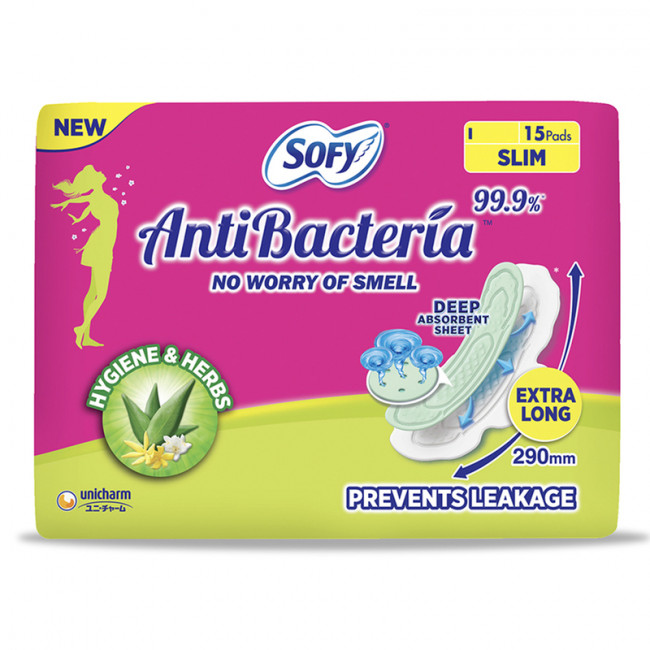 NEW
SOFY
I 15Pads
SLIM
AntiBacteria™
99.9%
NO WORRY OF SMELL
DEEP
ABSORBENT
SHEET
HYGIENE & HERBS
EXTRA
LONG
290mm
unicharm
ユニ・チャーム
PREVENTS LEAKAGE